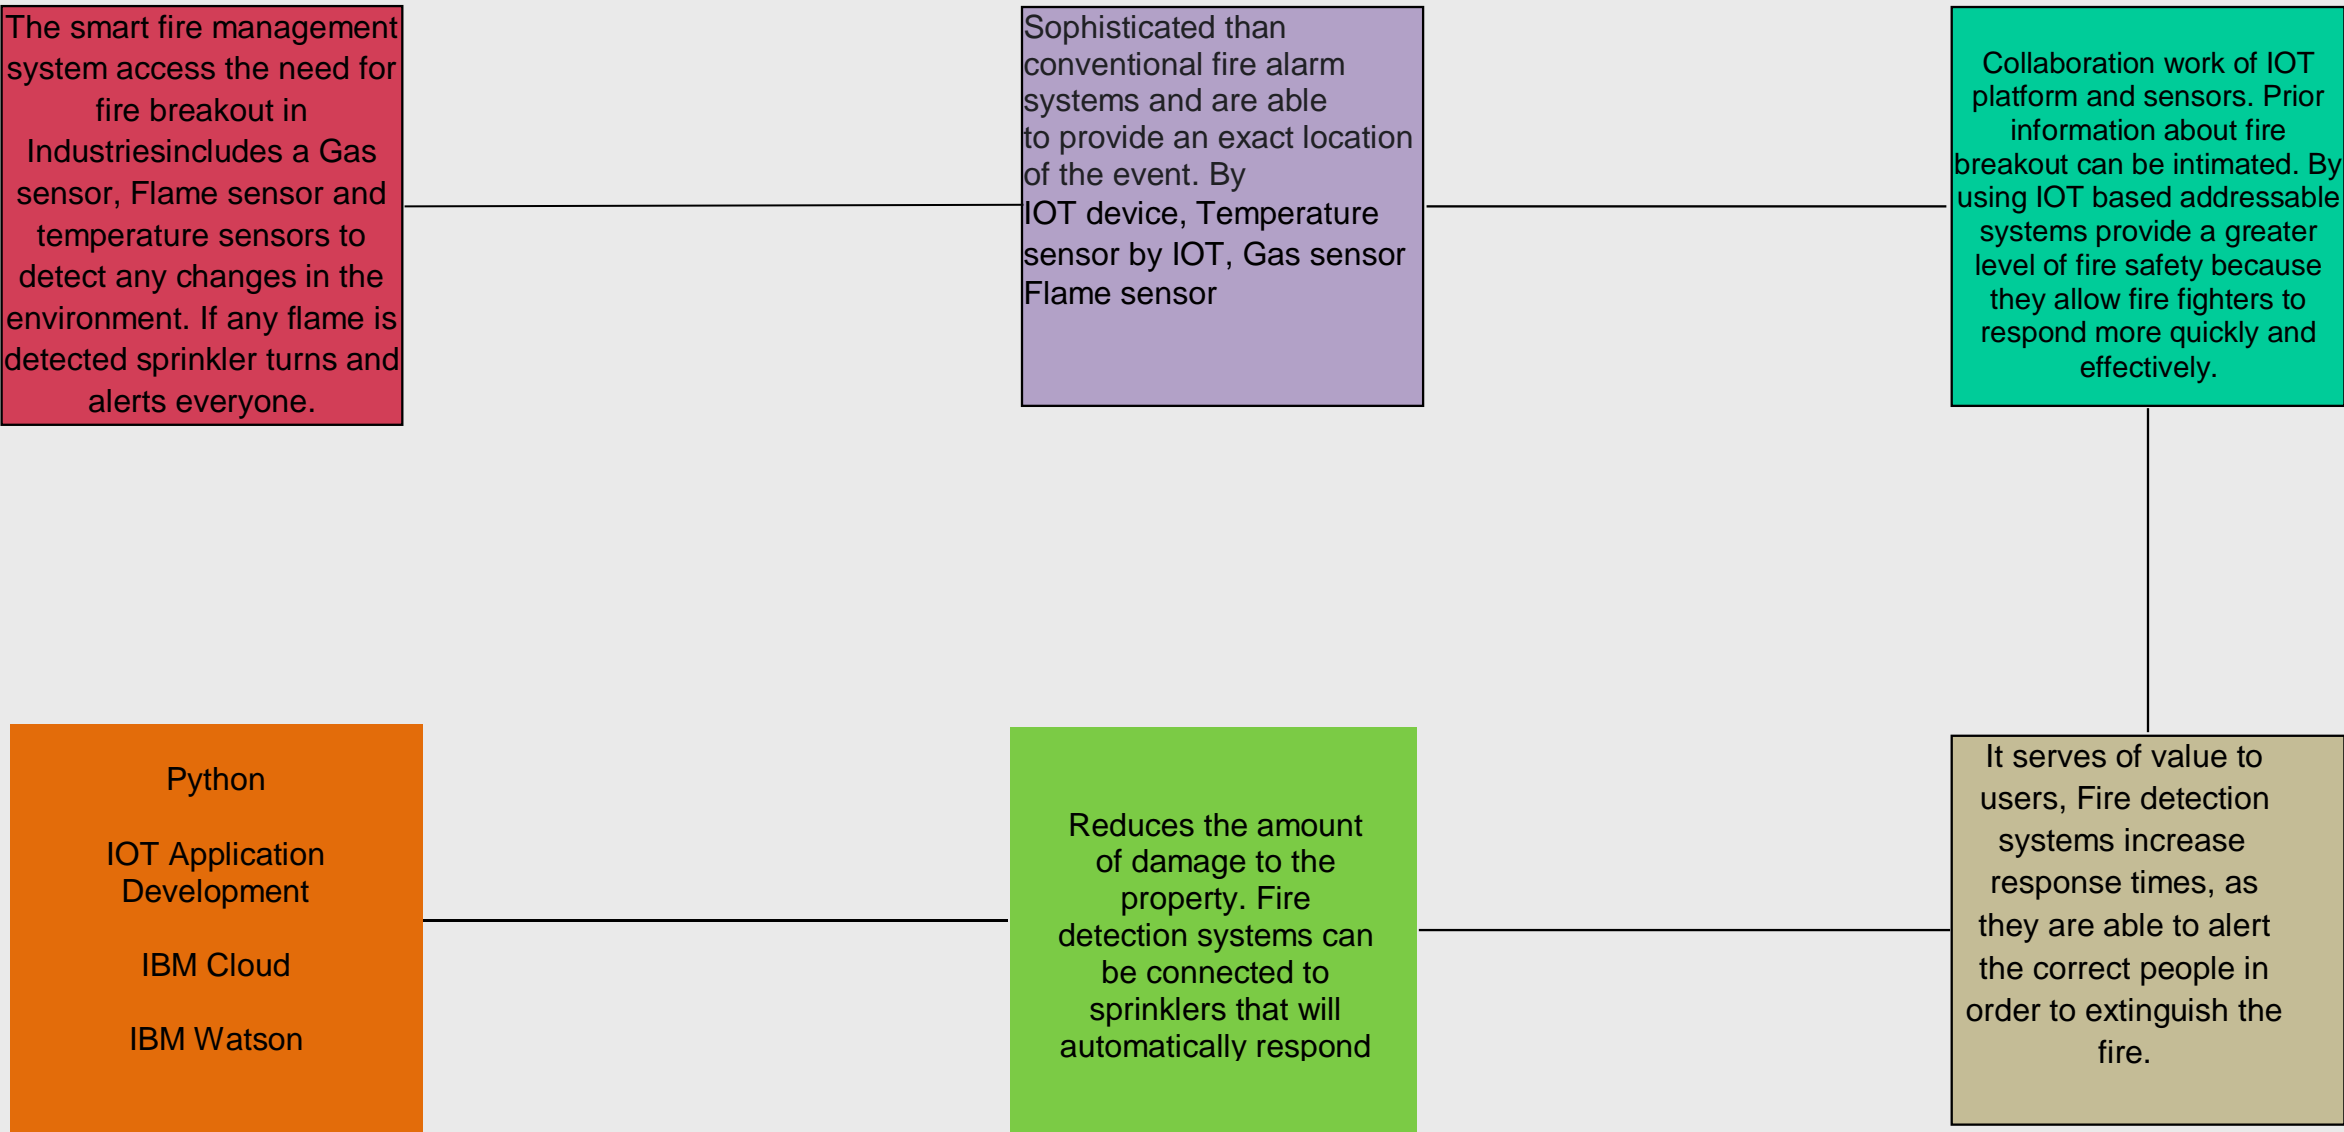 The smart fire management
system access the need for
fire breakout in
Industriesincludes a Gas
sensor, Flame sensor and
temperature sensors to
detect any changes in the
environment. If any flame is
detected sprinkler turns and
alerts everyone.
Sophisticated than
conventional fire alarm
systems and are able
to provide an exact location
of the event. By
IOT device, Temperature
sensor by IOT, Gas sensor
Flame sensor
Collaboration work of IOT
platform and sensors. Prior
information about fire
breakout can be intimated. By
using IOT based addressable
systems provide a greater
level of fire safety because
they allow fire fighters to
respond more quickly and
effectively.
Python
IOT Application
Development
IBM Cloud
IBM Watson
Reduces the amount
of damage to the
property. Fire
detection systems can
be connected to
sprinklers that will
automatically respond
It serves of value to
users, Fire detection
systems increase
response times, as
they are able to alert
the correct people in
order to extinguish the
fire.